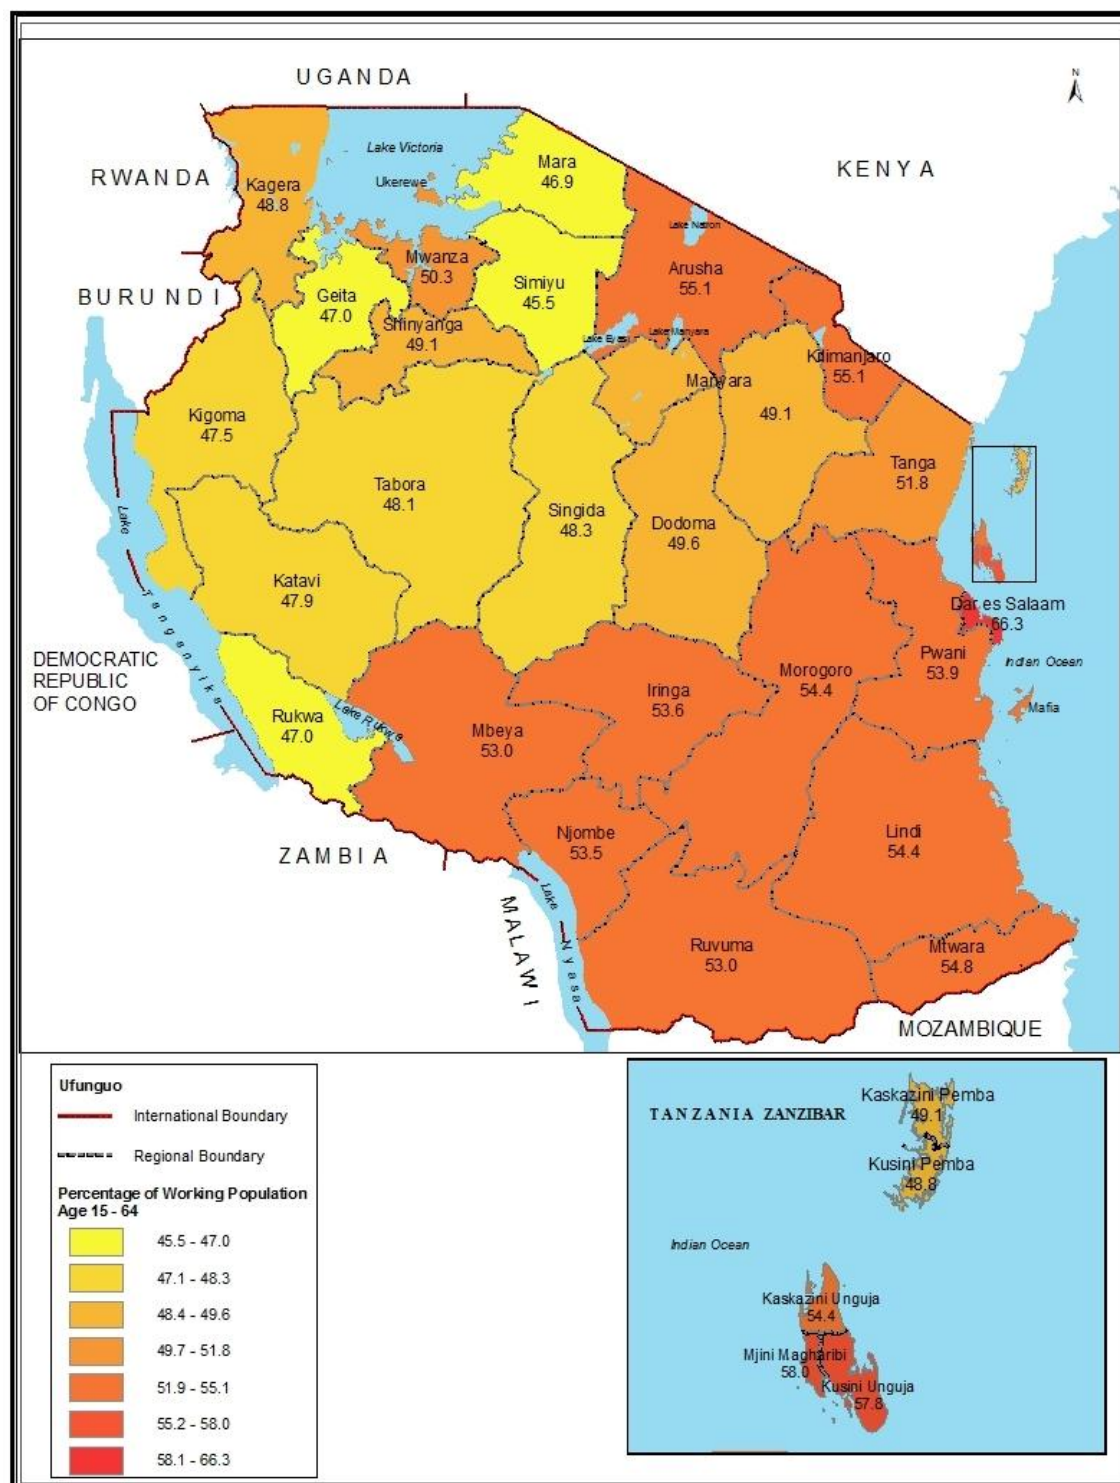 N
UGANDA
Lake Victoria
Mara
46.9
KENYA
RWANDA
Kagera
48.8
Ukerewe
Lake Natron
Mwanza
50.3
Arusha
55.1
BURUNDI
Geita
47.0
Simiyu
45.5
Shinyanga
49.1
Lake Eyasi
Lake Manyara
Kilimanjaro
55.1
Manyara
49.1
Kigoma
47.5
Tanga
51.8
Tabora
48.1
Singida
48.3
Dodoma
49.6
Lake Tanganyika
Katavi
47.9
Dar es Salaam
66.3
DEMOCRATIC
REPUBLIC
OF CONGO
Pwani
53.9
Indian Ocean
Morogoro
54.4
Iringa
53.6
Mafia
Rukwa
47.0
Lake Rukwa
Mbeya
53.0
ZAMBIA
Njombe
53.5
Lindi
54.4
MALAWI
Lake Nyasa
Ruvuma
53.0
Mtwara
54.8
MOZAMBIQUE
Ufunguo
International Boundary
Regional Boundary
Percentage of Working Population
Age 15 - 64
45.5 - 47.0
47.1 - 48.3
48.4 - 49.6
49.7 - 51.8
51.9 - 55.1
55.2 - 58.0
58.1 - 66.3
TANZANIA ZANZIBAR
Kaskazini Pemba
49.1
Kusini Pemba
48.8
Indian Ocean
Kaskazini Unguja
54.4
Mjini Magharibi
58.0
Kusini Unguja
57.8